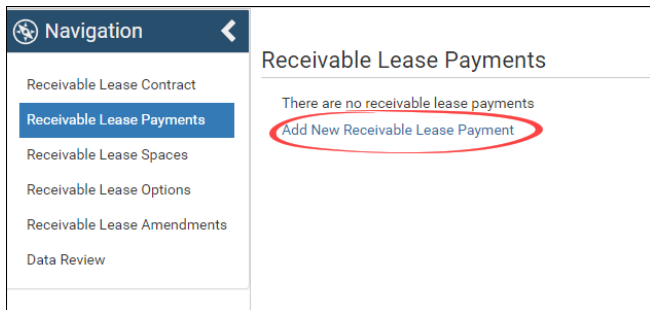 Navigation
Receivable Lease Contract
Receivable Lease Payments
Receivable Lease Spaces
Receivable Lease Options
Receivable Lease Amendments
Data Review
Receivable Lease Payments
There are no receivable lease payments
Add New Receivable Lease Payment